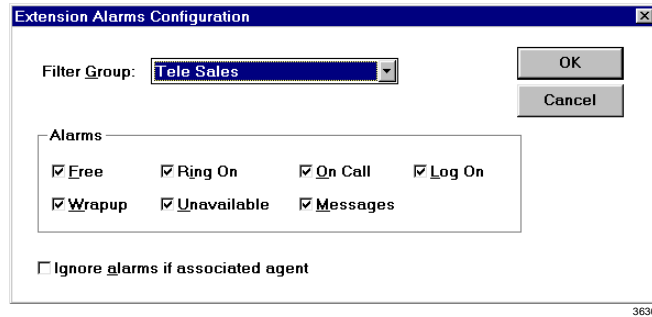 Extension Alarms Configuration
Filter Group: Tele Sales
OK
Cancel
Alarms
Free Ring On On Call Log On
Wrapup Unavailable Messages
Ignore alarms if associated agent